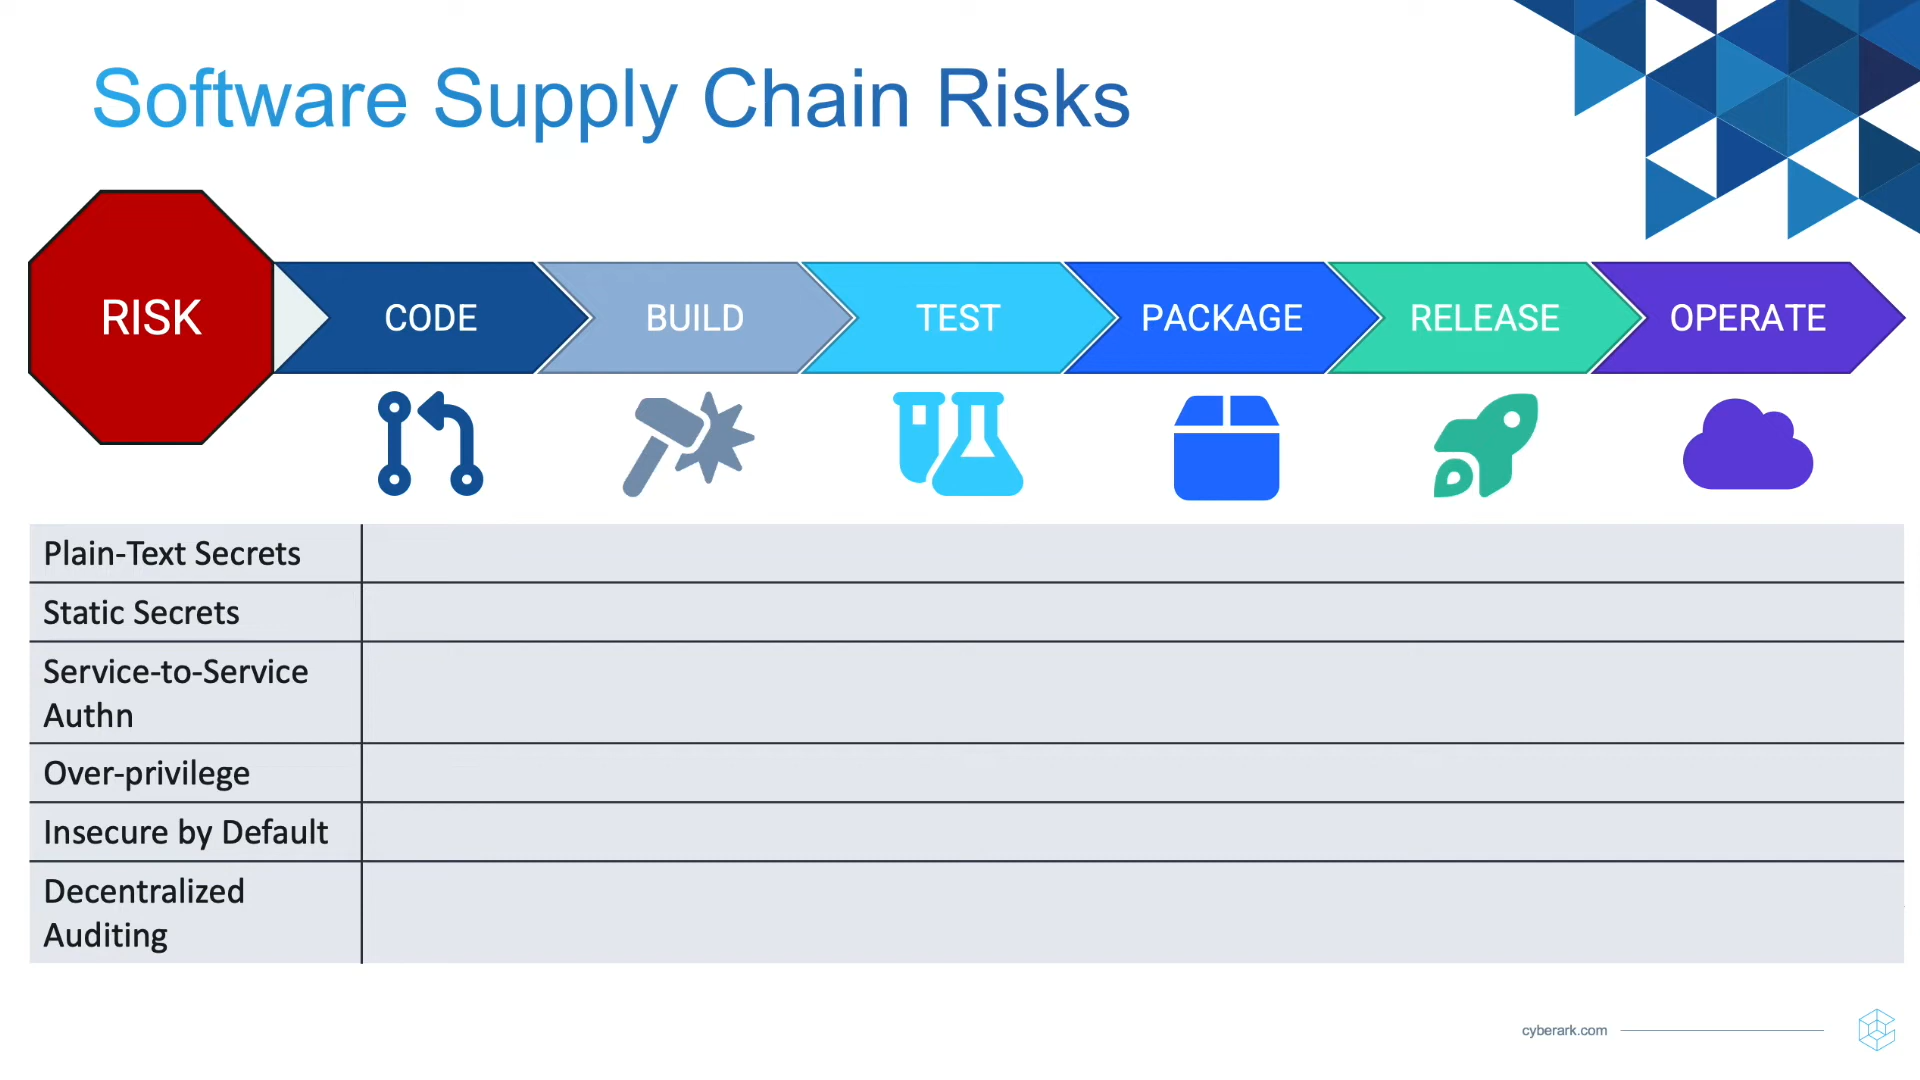 Software Supply Chain Risks
RISK
CODE
BUILD
TEST
PACKAGE
RELEASE
OPERATE
Plain-Text Secrets
Static Secrets
Service-to-Service
Authn
Over-privilege
Insecure by Default
Decentralized
Auditing
cyberark.com